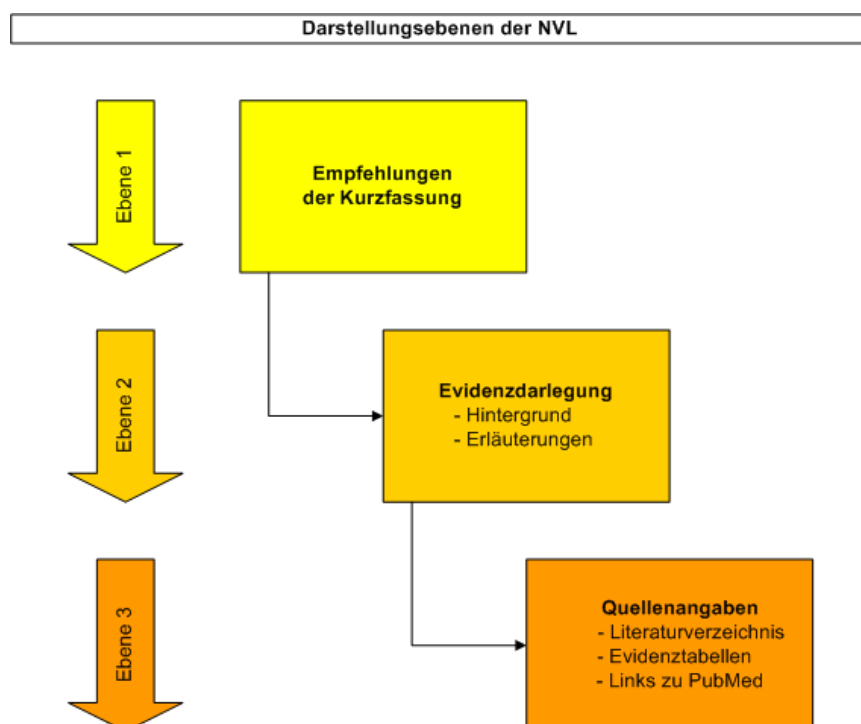 Darstellungsebenen der NVL
Ebene 1
Empfehlungen
der Kurzfassung
Ebene 2
Evidenzdarlegung
- Hintergrund
- Erläuterungen
Ebene 3
Quellenangaben
- Literaturverzeichnis
- Evidenztabellen
- Links zu PubMed